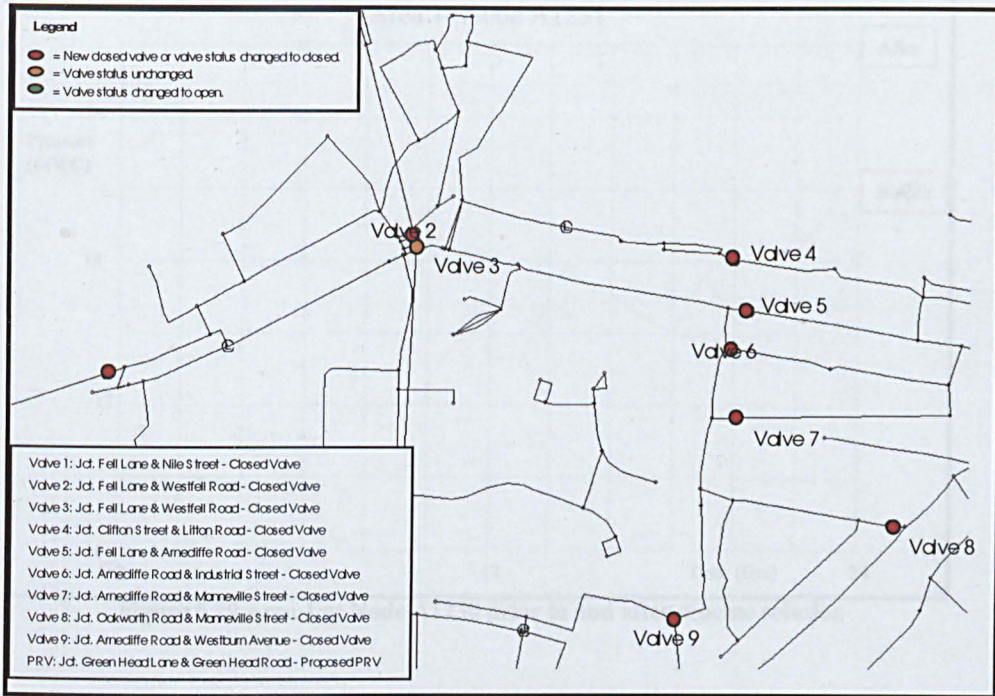 Legend
= New closed valve or valve status changed to closed.
= Valve status unchanged.
= Valve status changed to open.
Valve 2
Valve 3
Valve 4
Valve 5
Valve 6
Valve 7
Valve 8
Valve 9
Valve 1: Jct. Fell Lane & Nile Street - Closed Valve
Valve 2: Jct. Fell Lane & Westfell Road - Closed Valve
Valve 3: Jct. Fell Lane & Westfell Road - Closed Valve
Valve 4: Jct. Clifton Street & Lifton Road - Closed Valve
Valve 5: Jct. Fell Lane & Arncliffe Road - Closed Valve
Valve 6: Jct. Arncliffe Road & Industrial Street - Closed Valve
Valve 7: Jct. Arncliffe Road & Manneville Street - Closed Valve
Valve 8: Jct. Oakworth Road & Manneville Street - Closed Valve
Valve 9: Jct. Arncliffe Road & Westburn Avenue - Closed Valve
PRV: Jct. Green Head Lane & Green Head Road - Proposed PRV